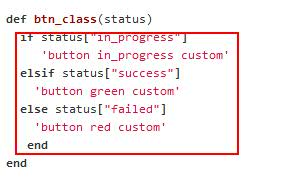 def btn_class(status)
  if status["in_progress"]
     'button in_progress custom'
  elsif status["success"]
    'button green custom'
  else status["failed"]
    'button red custom'
   end
end